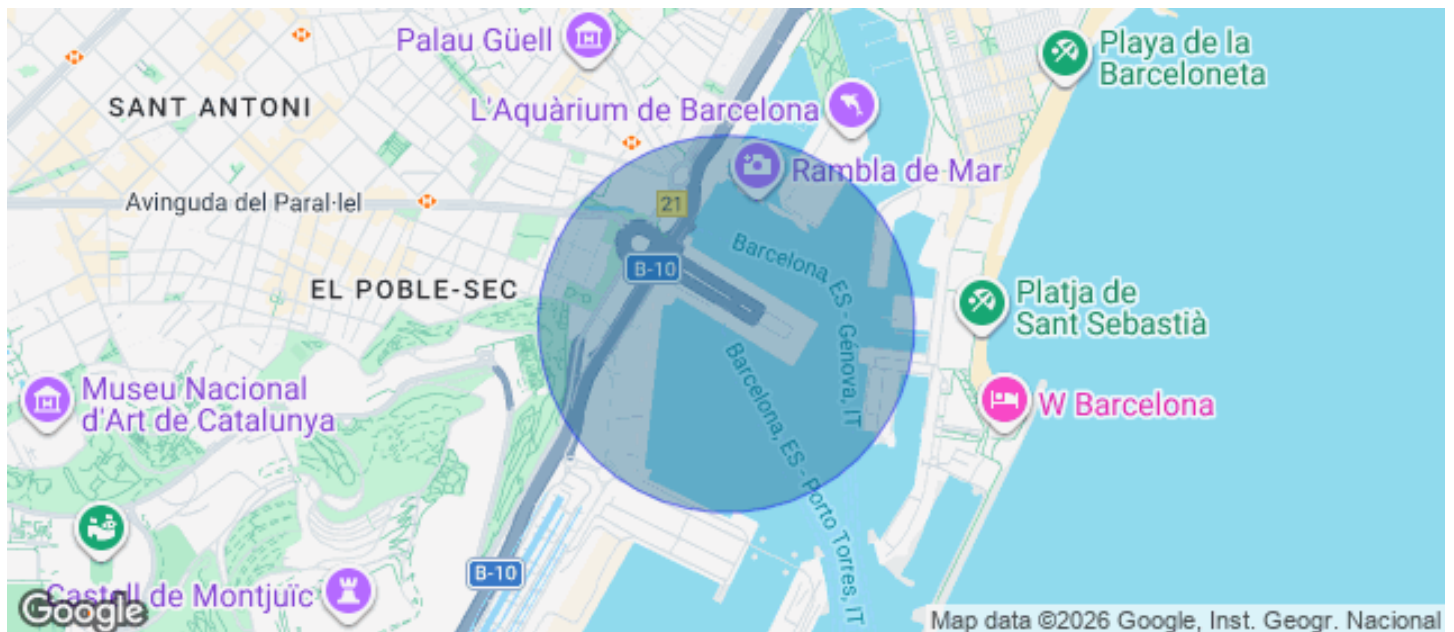 Palau Güell
Playa de la
Barceloneta
SANT ANTONI
L'Aquàrium de Barcelona
Rambla de Mar
Avinguda del Paral·lel
21
Barcelona, ES - Génova, IT
B-10
EL POBLE-SEC
Platja de
Sant Sebastià
Barcelona, ES - Porto Torres, IT
Museu Nacional
d'Art de Catalunya
W Barcelona
B-10
Castell de Montjuïc
Google
Map data ©2026 Google, Inst. Geogr. Nacional